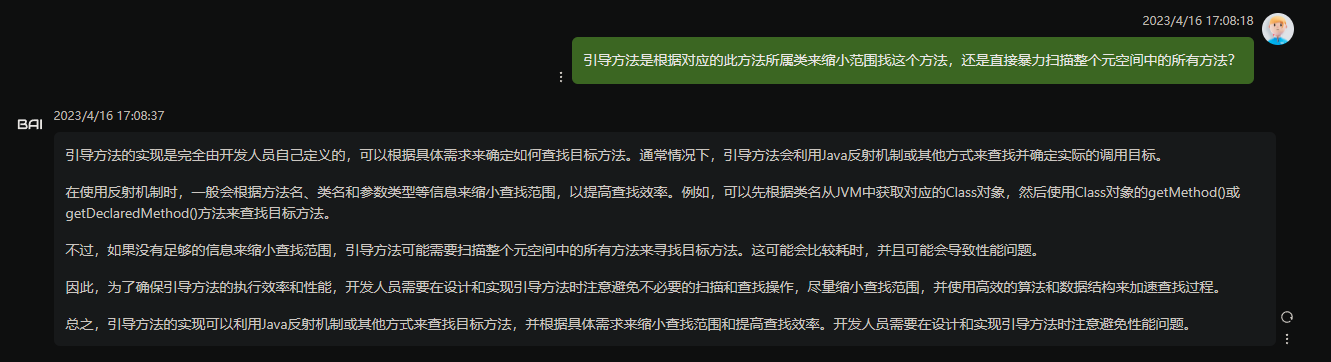 2023/4/16 17:08:18
引导方法是根据对应的此方法所属类来缩小范围找这个方法，还是直接暴力扫描整个元空间中的所有方法？
BAI
2023/4/16 17:08:37
引导方法的实现是完全由开发人员自己定义的，可以根据具体需求来确定如何查找目标方法。通常情况下，引导方法会利用Java反射机制或其他方式来查找并确定实际的调用目标。
在使用反射机制时，一般会根据方法名、类名和参数类型等信息来缩小查找范围，以提高查找效率。例如，可以先根据类名从JVM中获取对应的Class对象，然后使用Class对象的getMethod()或
getDeclaredMethod()方法来查找目标方法。
不过，如果没有足够的信息来缩小查找范围，引导方法可能需要扫描整个元空间中的所有方法来寻找目标方法。这可能会比较耗时，并且可能会导致性能问题。
因此，为了确保引导方法的执行效率和性能，开发人员需要在设计和实现引导方法时注意避免不必要的扫描和查找操作，尽量缩小查找范围，并使用高效的算法和数据结构来加速查找过程。
总之，引导方法的实现可以利用Java反射机制或其他方式来查找目标方法，并根据具体需求来缩小查找范围和提高查找效率。开发人员需要在设计和实现引导方法时注意避免性能问题。